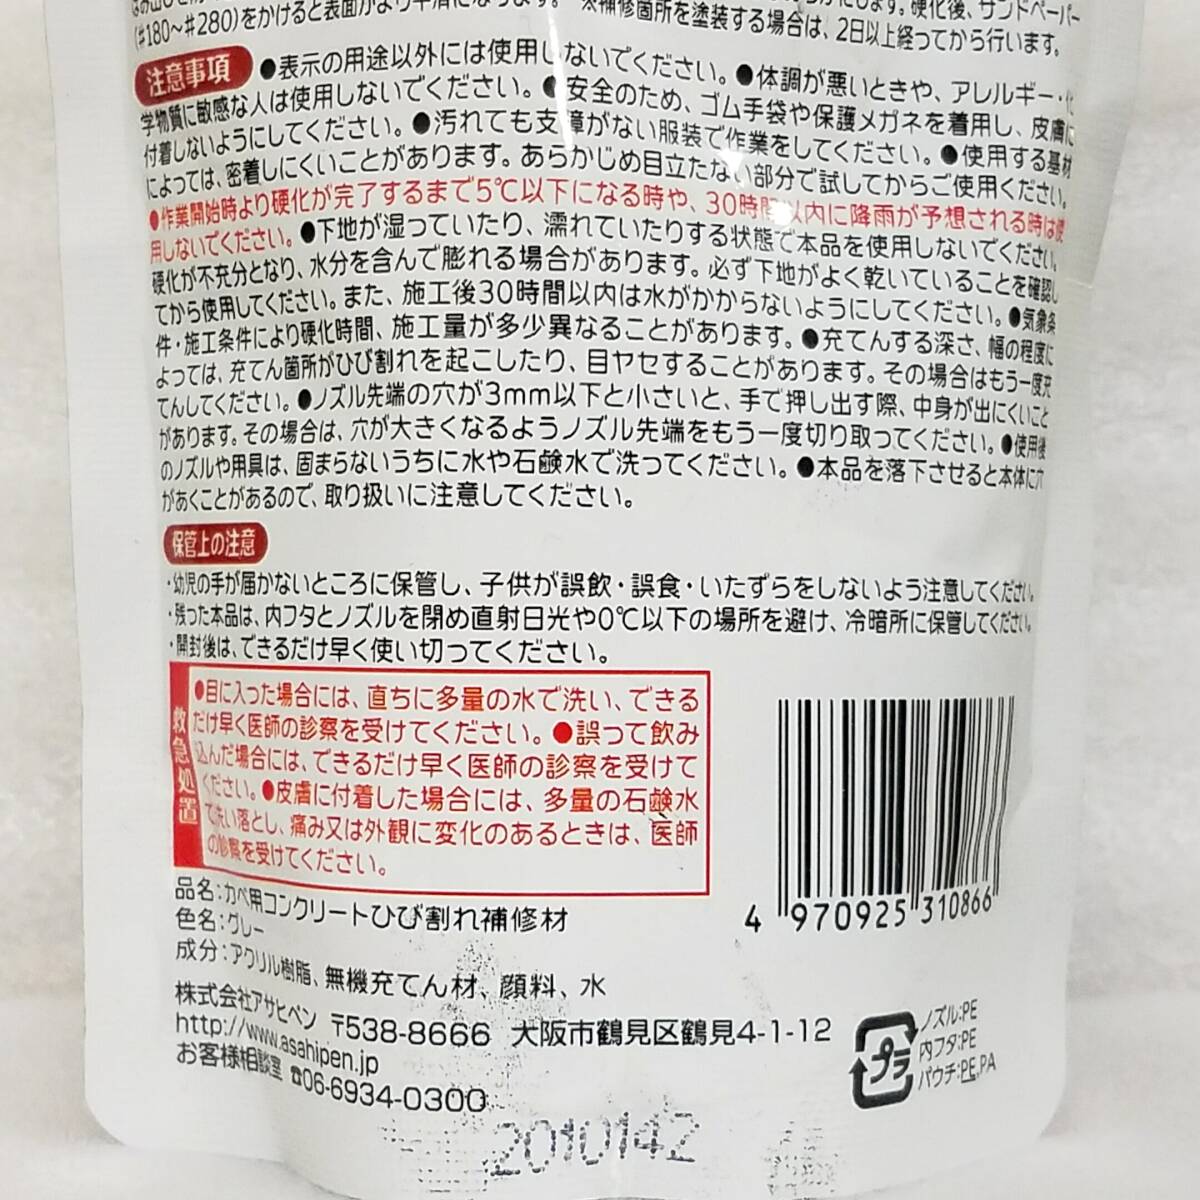 (#180～#280)をかけると表面がより平滑になります。 ※補修箇所を塗装する場合は、2日以上経ってから行います。
注意事項 ●表示の用途以外には使用しないでください。●体調が悪いときや、アレルギー・化
学物質に敏感な人は使用しないでください。●安全のため、ゴム手袋や保護メガネを着用し、皮膚に
付着しないようにしてください。●汚れても支障がない服装で作業をしてください。●使用する基材
によっては、密着しにくいことがあります。あらかじめ目立たない部分で試してからご使用ください。
●作業開始時より硬化が完了するまで5℃以下になる時や、30時間以内に降雨が予想される時は使
用しないでください。●下地が湿っていたり、濡れていたりする状態で本品を使用しないでください。
硬化が不充分となり、水分を含んで膨れる場合があります。必ず下地がよく乾いていることを確認し
てから使用してください。また、施工後30時間以内は水がかからないようにしてください。●気象条
件・施工条件により硬化時間、施工量が多少異なることがあります。●充てんする深さ、幅の程度に
よっては、充てん箇所がひび割れを起こしたり、目ヤセすることがあります。その場合はもう一度充
てんしてください。●ノズル先端の穴が3mm以下と小さいと、手で押し出す際、中身が出にくいこと
があります。その場合は、穴が大きくなるようノズル先端をもう一度切り取ってください。●使用後
のノズルや用具は、固まらないうちに水や石鹸水で洗ってください。●本品を落下させると本体に穴
があくことがあるので、取り扱いに注意してください。
保管上の注意
・幼児の手が届かないところに保管し、子供が誤飲・誤食・いたずらをしないよう注意してください。
・残った本品は、内フタとノズルを閉め直射日光や0℃以下の場所を避け、冷暗所に保管してください。
・開封後は、できるだけ早く使い切ってください。
救急処置
●目に入った場合には、直ちに多量の水で洗い、できる
だけ早く医師の診察を受けてください。●誤って飲み
込んだ場合には、できるだけ早く医師の診察を受けて
ください。●皮膚に付着した場合には、多量の石鹸水
で洗い落とし、痛み又は外観に変化のあるときは、医師
の診察を受けてください。
品名：カベ用コンクリートひび割れ補修材
色名：グレー
成分：アクリル樹脂、無機充てん材、顔料、水
株式会社アサヒペン 〒538-8666 大阪市鶴見区鶴見4-1-12
http://www.asahipen.jp
お客様相談室 ☎06-6934-0300
4 970925 310866
プラ
ノズル:PE
内フタ:PE
パウチ:PE,PA
2010142